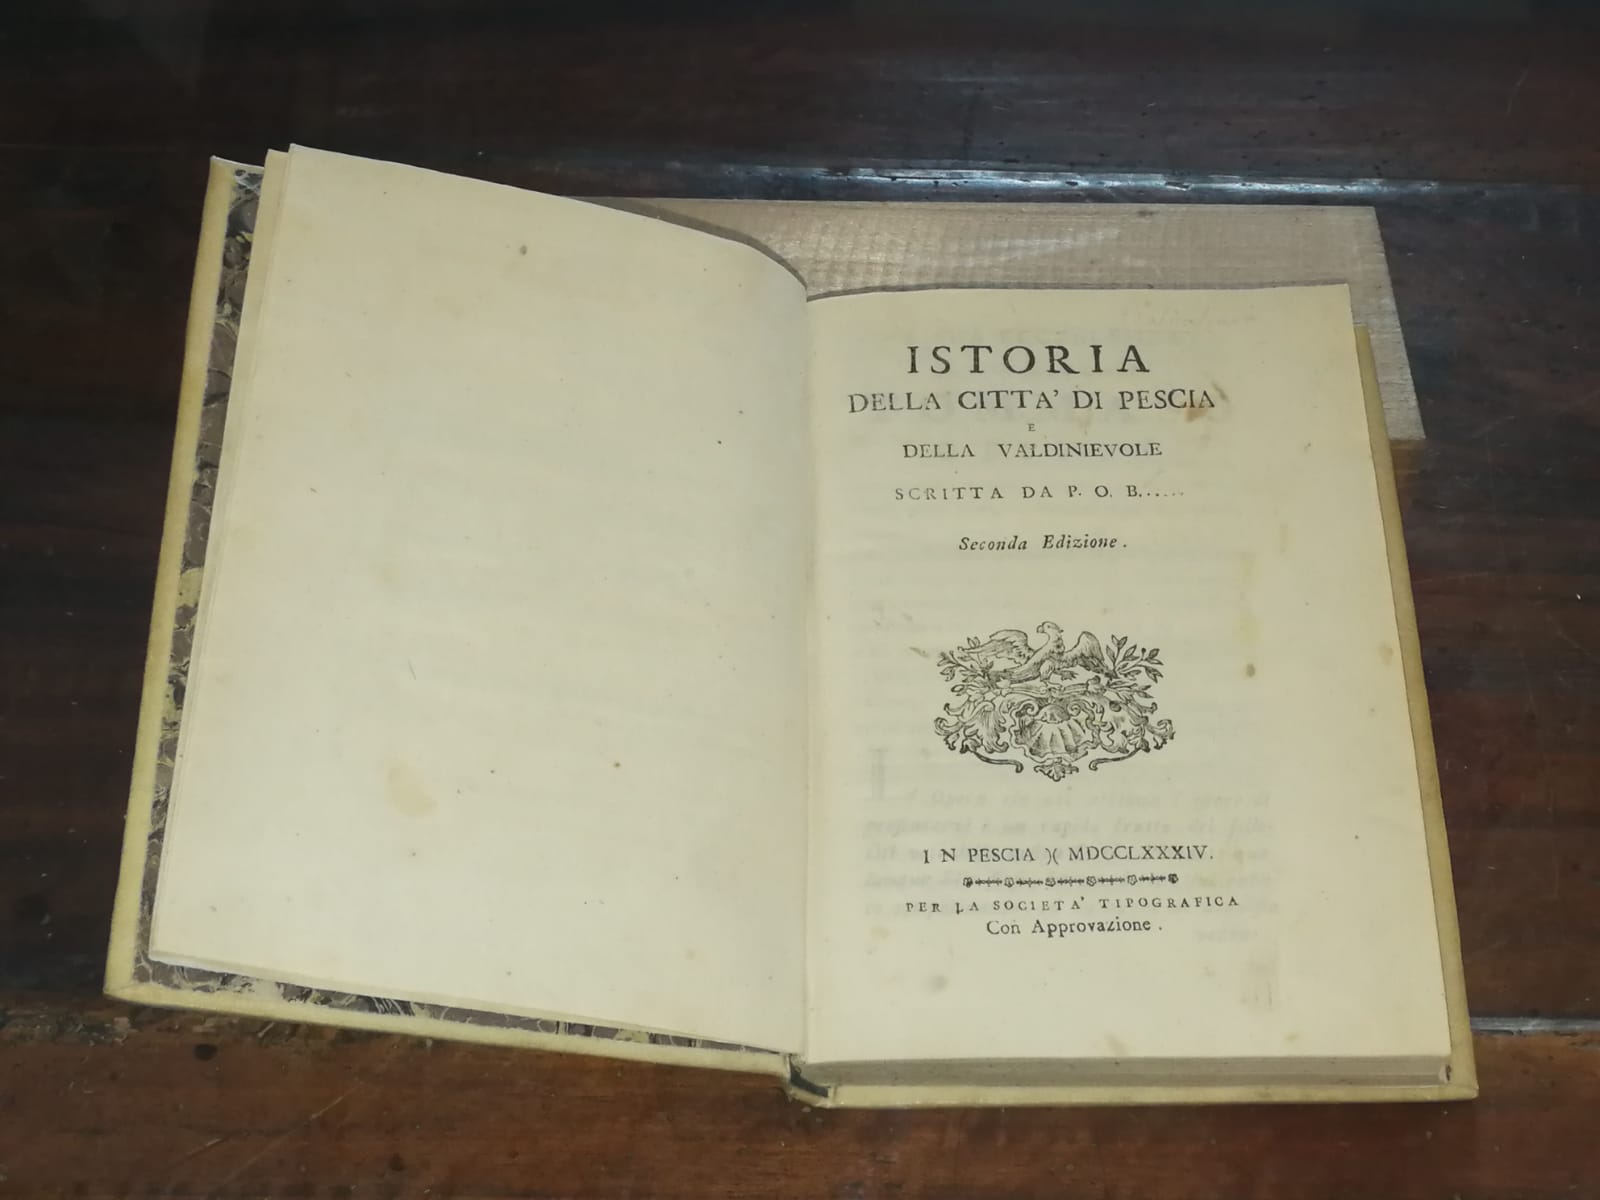 ISTORIA
DELLA CITTA' DI PESCIA
E
DELLA VALDINIEVOLE
SCRITTA DA P. O. B......
Seconda Edizione.
IN PESCIA )( MDCCLXXXIV.
PER LA SOCIETA' TIPOGRAFICA
Con Approvazione.